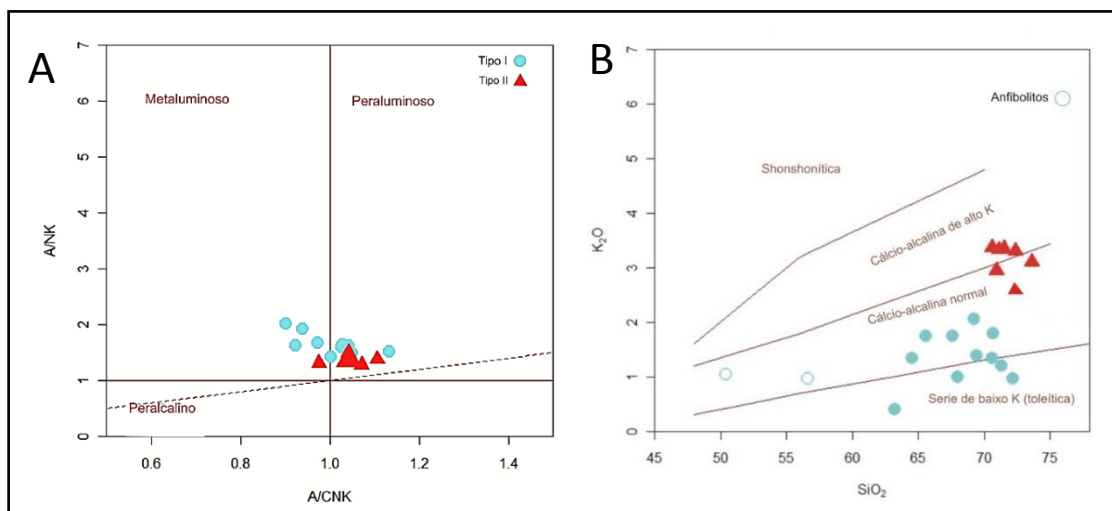 A
Tipo I
Tipo II
Metaluminoso
Peraluminoso
Peralcalino
A/NK
7
6
5
4
3
2
1
0
0.6
0.8
1.0
1.2
1.4
A/CNK
B
Anfibolitos
Shonshonítica
Cálcio-alcalina de alto K
Cálcio-alcalina normal
Serie de baixo K (toleítica)
K2O
7
6
5
4
3
2
1
0
45
50
55
60
65
70
75
SiO2